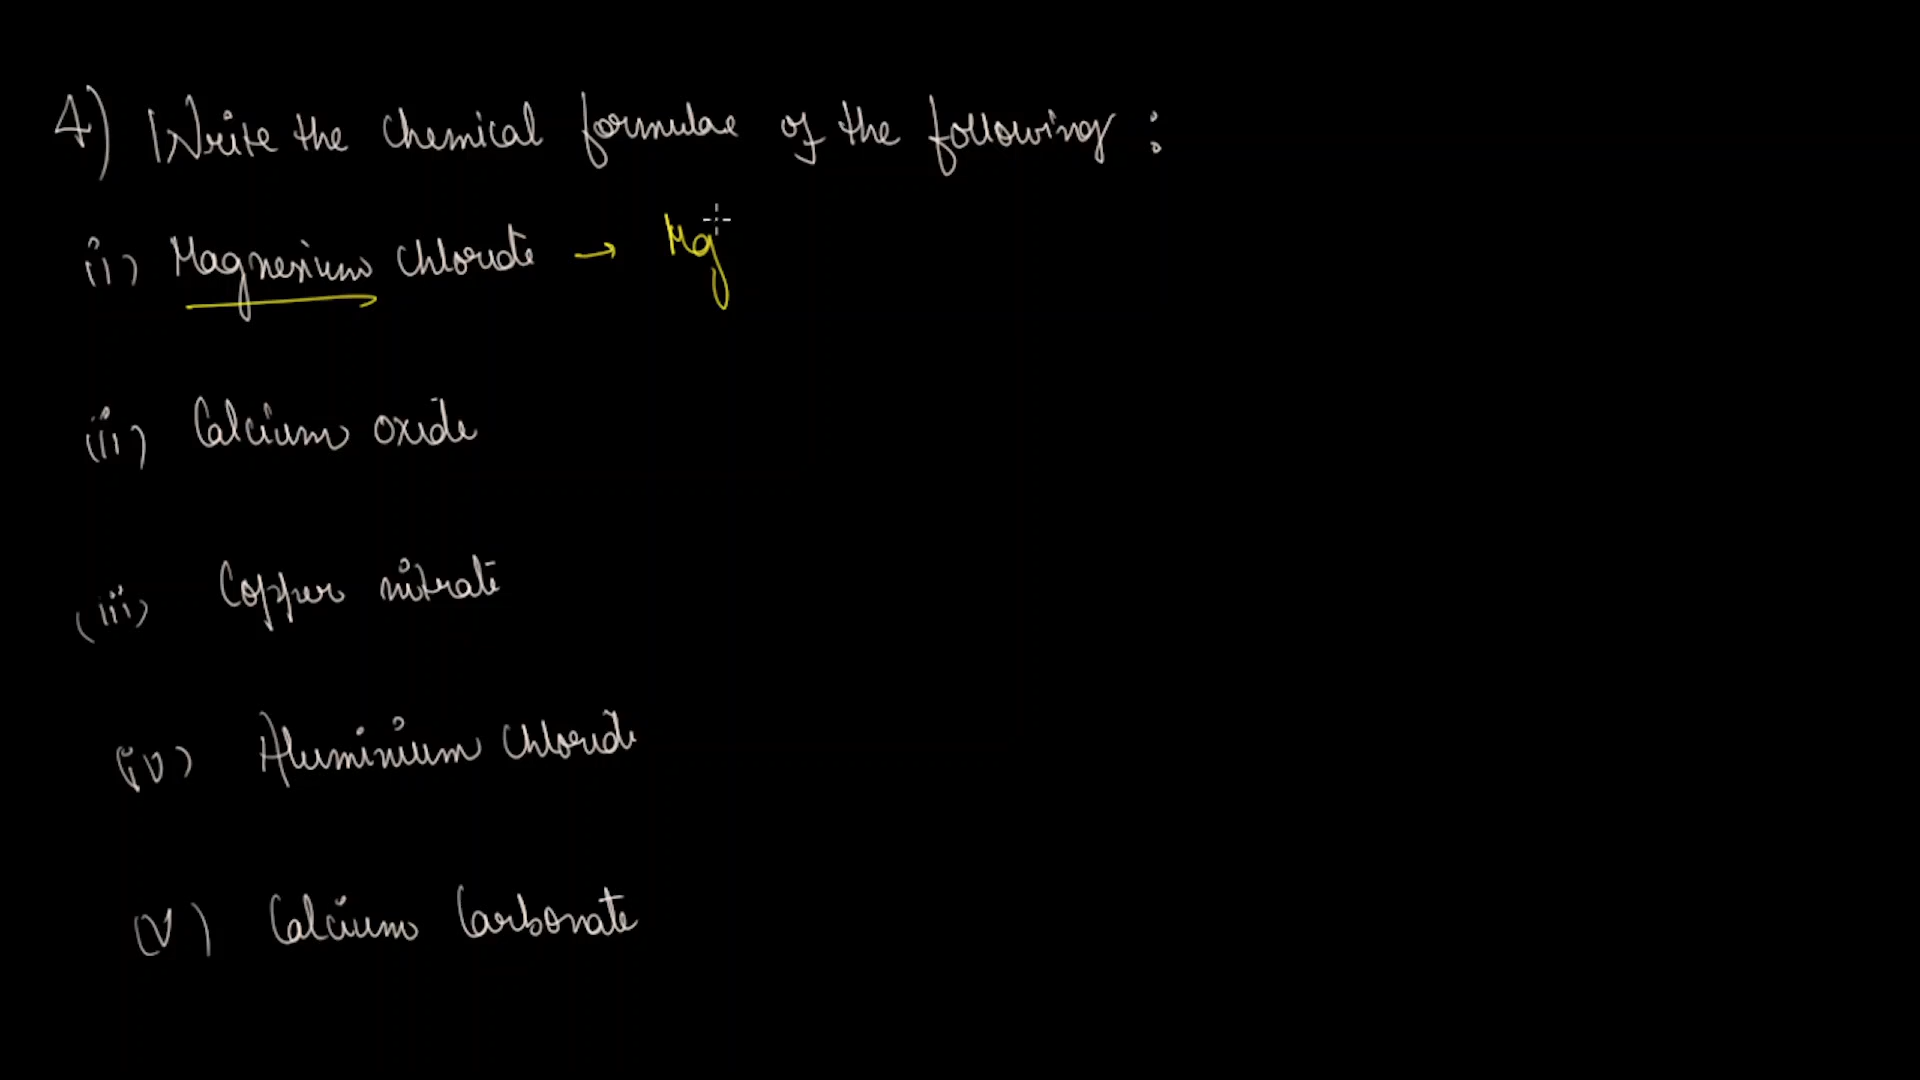 4) Write the chemical formulae of the following :
(i) Magnesium chloride → Mg
(ii) Calcium oxide
(iii) Copper nitrate
(iv) Aluminium chloride
(v) Calcium Carbonate